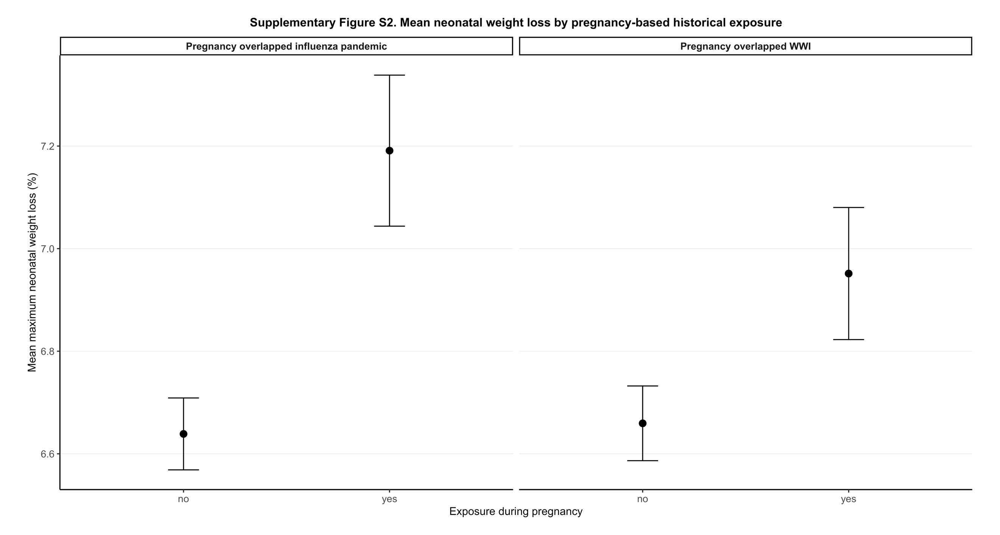 Supplementary Figure S2. Mean neonatal weight loss by pregnancy-based historical exposure
Pregnancy overlapped influenza pandemic
Pregnancy overlapped WWI
Mean maximum neonatal weight loss (%)
7.2
7.0
6.8
6.6
no
yes
no
yes
Exposure during pregnancy